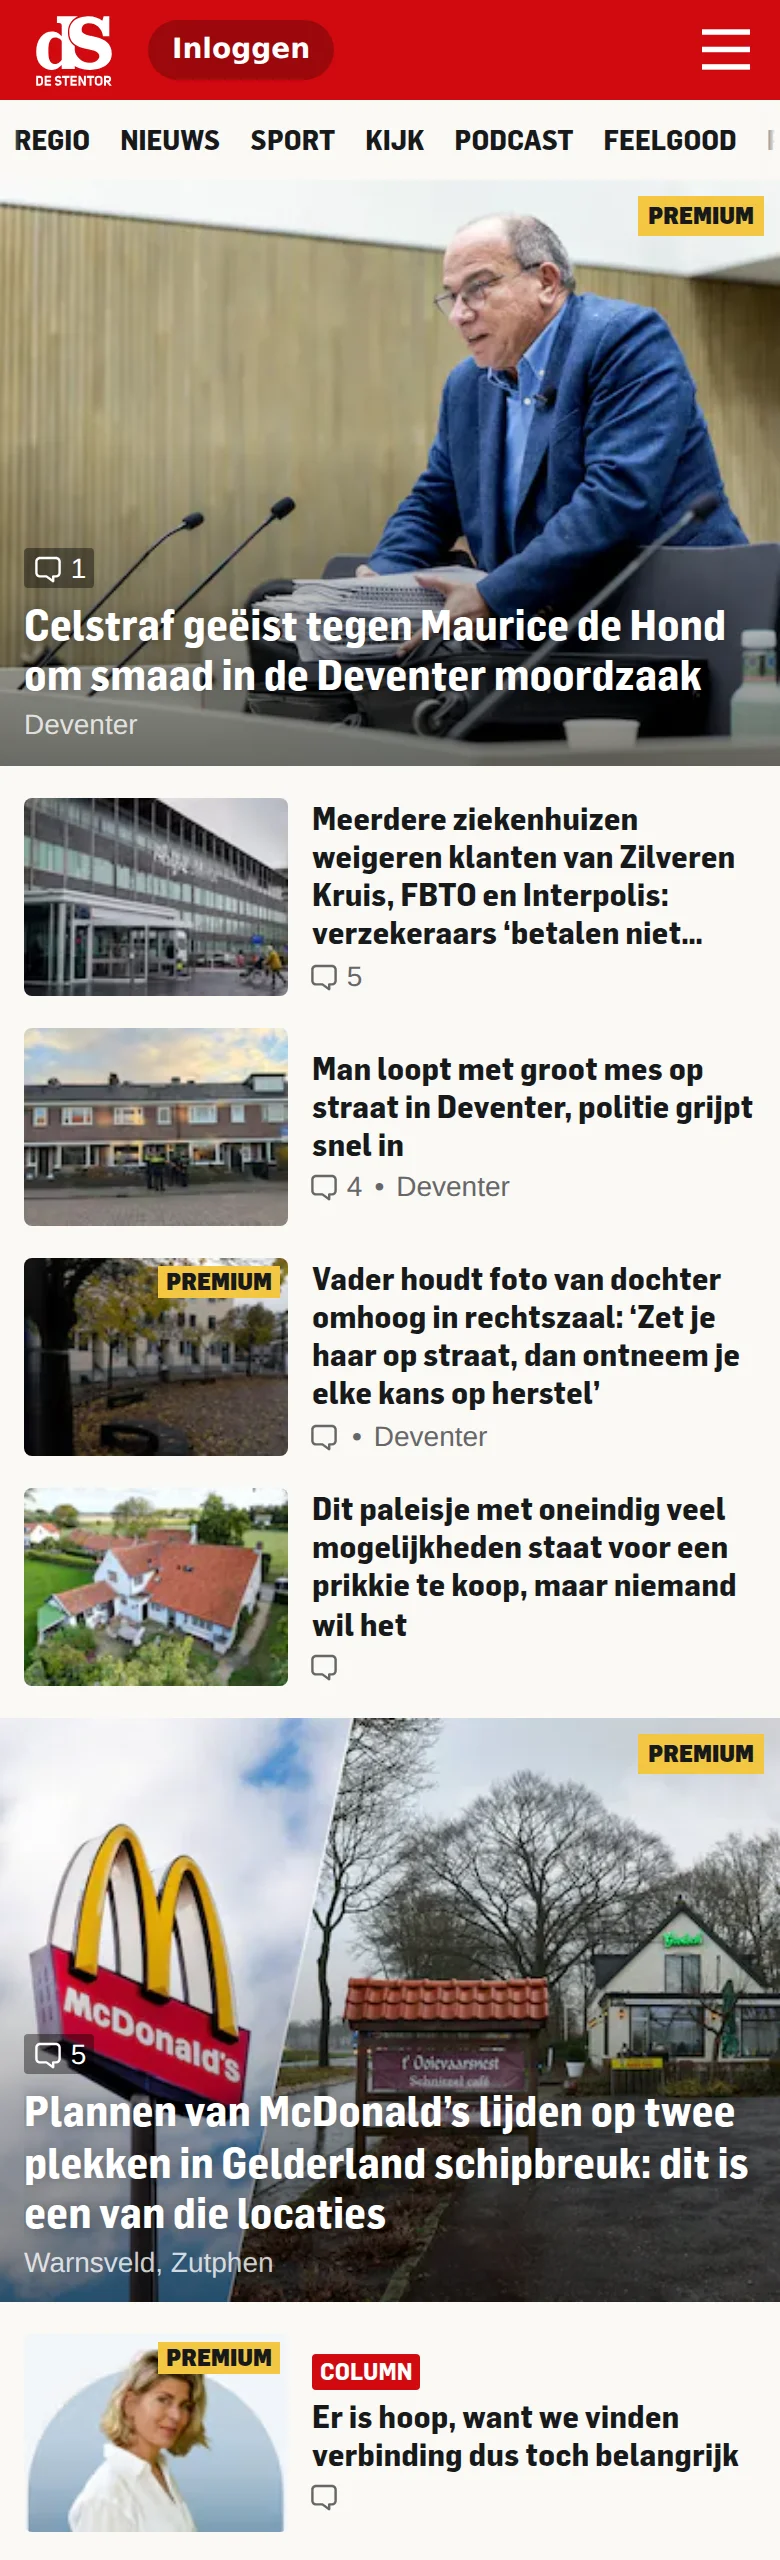 dS
DE STENTOR
Inloggen
REGIO NIEUWS SPORT KIJK PODCAST FEELGOOD
PREMIUM
1
Celstraf geëist tegen Maurice de Hond
om smaad in de Deventer moordzaak
Deventer
Meerdere ziekenhuizen
weigeren klanten van Zilveren
Kruis, FBTO en Interpolis:
verzekeraars ‘betalen niet...
5
Man loopt met groot mes op
straat in Deventer, politie grijpt
snel in
4 • Deventer
PREMIUM
Vader houdt foto van dochter
omhoog in rechtszaal: ‘Zet je
haar op straat, dan ontneem je
elke kans op herstel’
• Deventer
Dit paleisje met oneindig veel
mogelijkheden staat voor een
prikkie te koop, maar niemand
wil het
PREMIUM
McDonald's
t' Ooievaarsnest
Schnitzel café
5
Plannen van McDonald’s lijden op twee
plekken in Gelderland schipbreuk: dit is
een van die locaties
Warnsveld, Zutphen
PREMIUM
COLUMN
Er is hoop, want we vinden
verbinding dus toch belangrijk